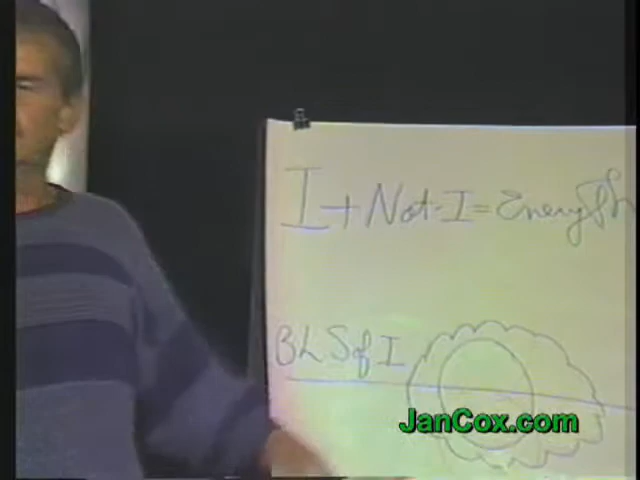 I + Not-I = Energy
BLS of I
JanCox.com